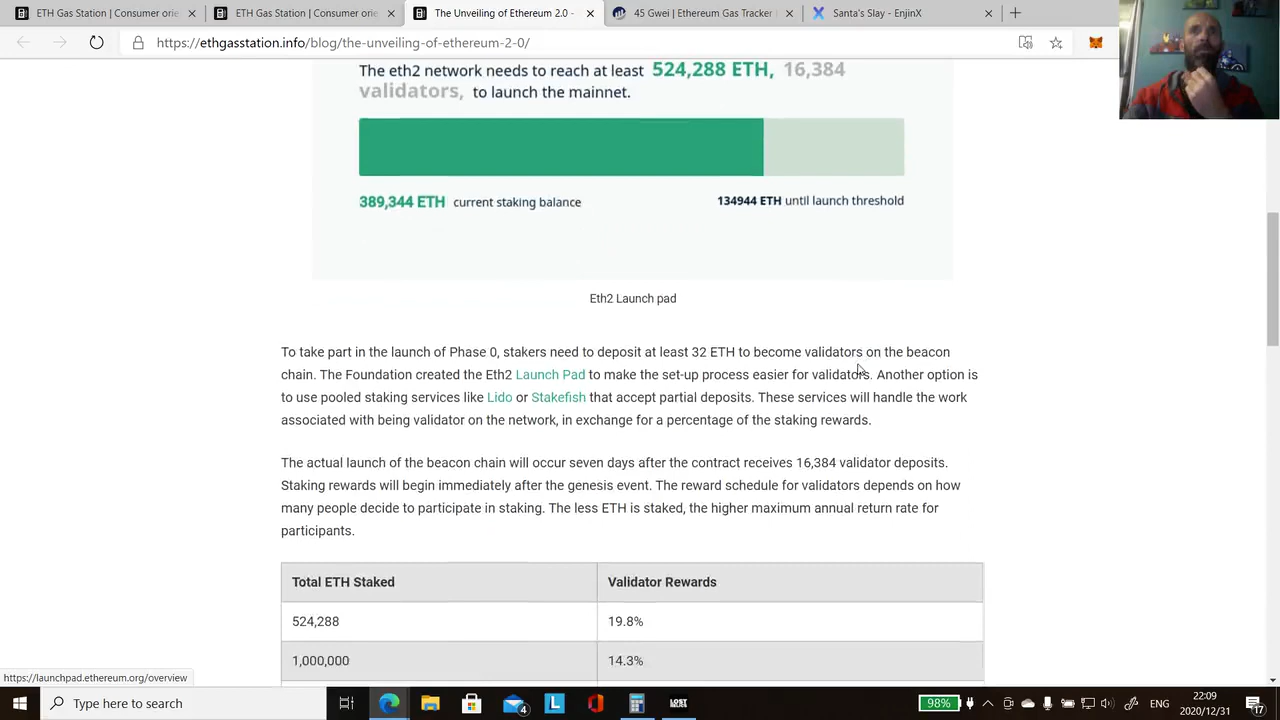 ETH Gas Station | Consumer orie
ETH Gas Station | Consumer orie
The Unveiling of Ethereum 2.0 -
45 Gwei | Ethereum Gas Tracker |
Santa's Slay - EnjinX
https://ethgasstation.info/blog/the-unveiling-of-ethereum-2-0/
The eth2 network needs to reach at least 524,288 ETH, 16,384
validators, to launch the mainnet.
389,344 ETH current staking balance
134944 ETH until launch threshold
Eth2 Launch pad
To take part in the launch of Phase 0, stakers need to deposit at least 32 ETH to become validators on the beacon
chain. The Foundation created the Eth2 Launch Pad to make the set-up process easier for validators. Another option is
to use pooled staking services like Lido or Stakefish that accept partial deposits. These services will handle the work
associated with being validator on the network, in exchange for a percentage of the staking rewards.
The actual launch of the beacon chain will occur seven days after the contract receives 16,384 validator deposits.
Staking rewards will begin immediately after the genesis event. The reward schedule for validators depends on how
many people decide to participate in staking. The less ETH is staked, the higher maximum annual return rate for
participants.
Total ETH Staked
Validator Rewards
524,288
19.8%
1,000,000
14.3%
https://launchpad.ethereum.org/overview
Type here to search
4
L
LOST
98%
ENG
22:09
2020/12/31
17